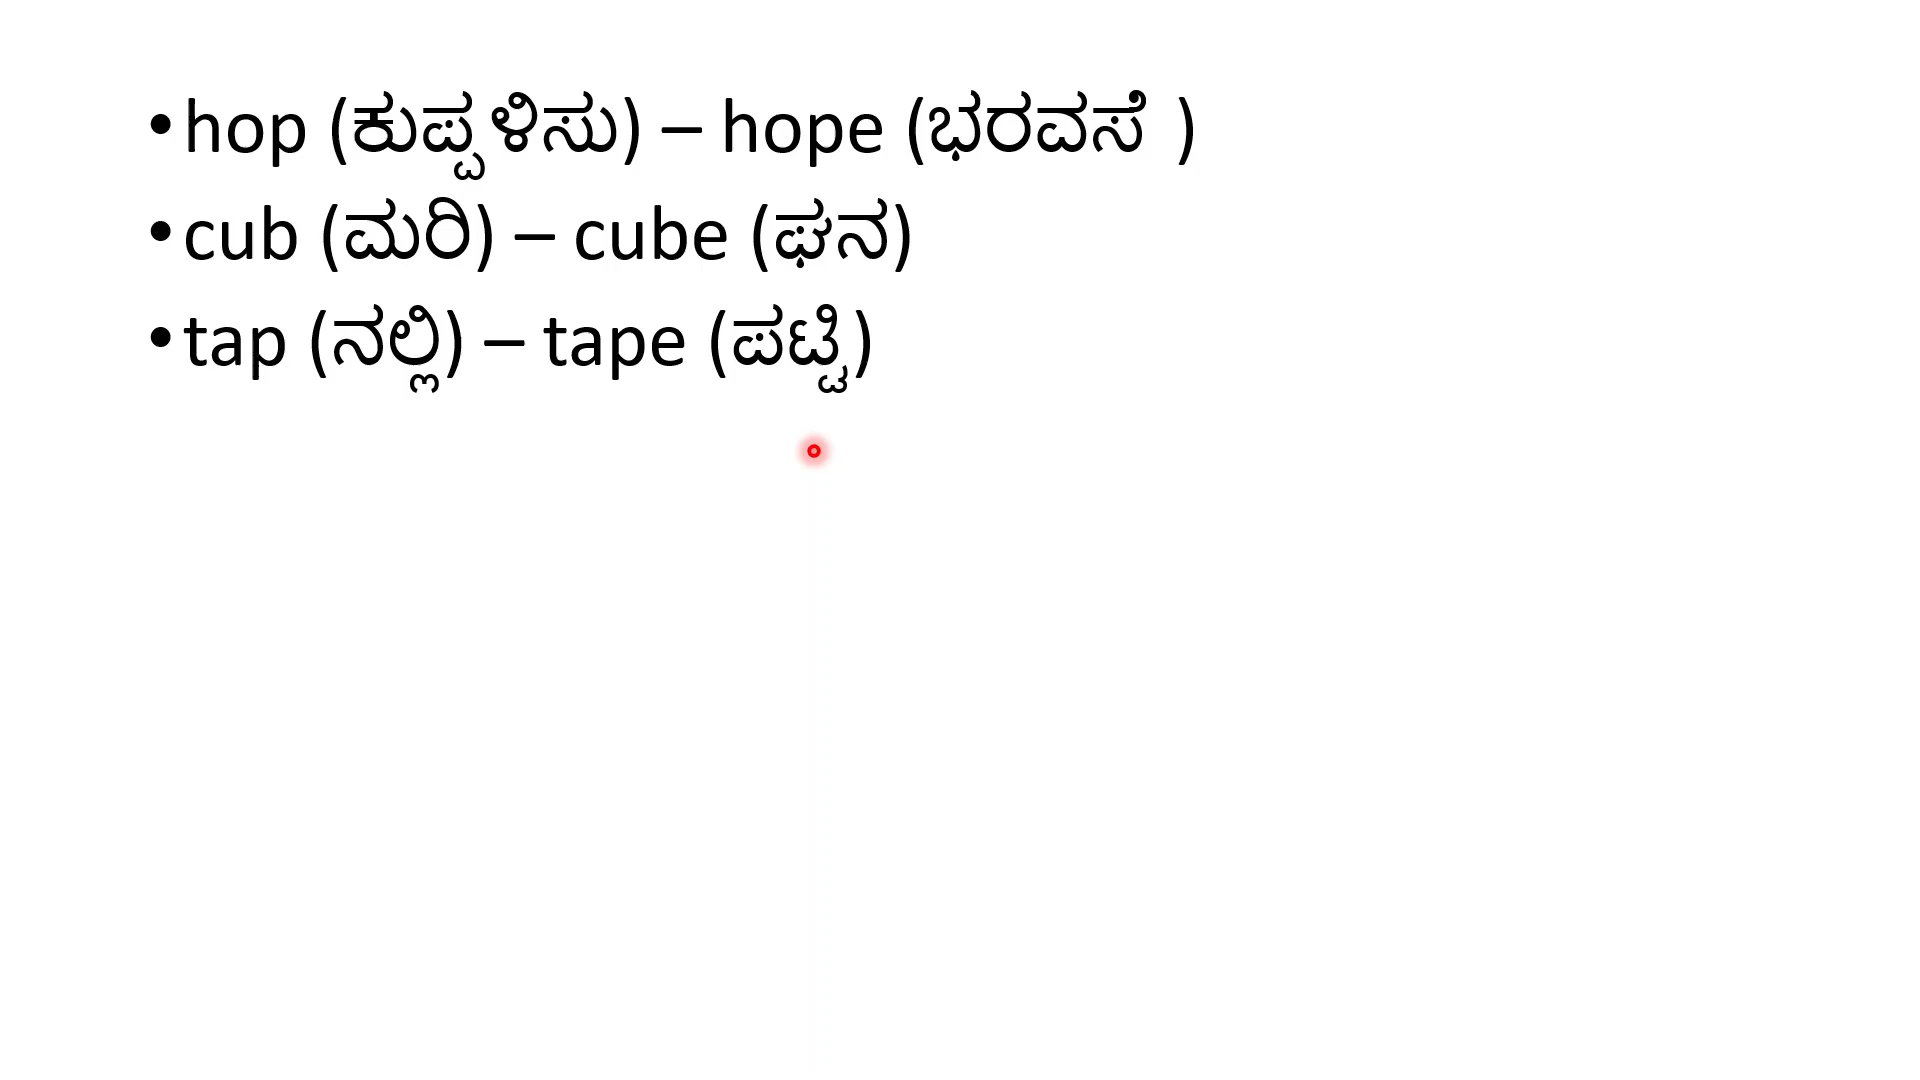 •hop (ಕುಪ್ಪಳಿಸು) – hope (ಭರವಸೆ )
•cub (ಮರಿ) – cube (ಘನ)
•tap (ನಲ್ಲಿ) – tape (ಪಟ್ಟಿ)